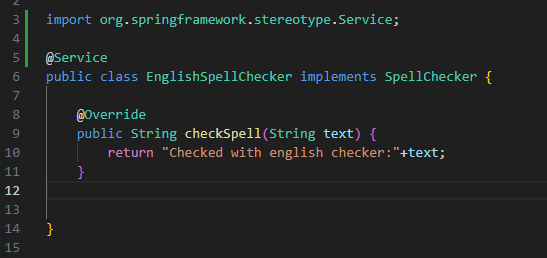 2
3 import org.springframework.stereotype.Service;
4
5 @Service
6 public class EnglishSpellChecker implements SpellChecker {
7
8 @Override
9 public String checkSpell(String text) {
10 return "Checked with english checker:"+text;
11 }
12
13
14 }
15